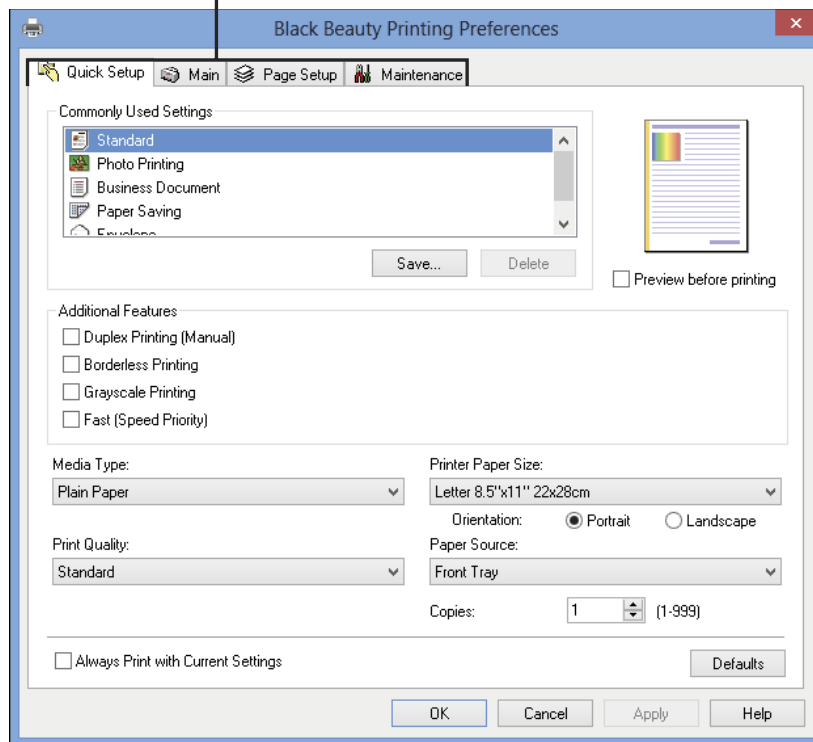 Black Beauty Printing Preferences
Quick Setup Main Page Setup Maintenance
Commonly Used Settings
Standard
Photo Printing
Business Document
Paper Saving
Envelope
Save... Delete
Preview before printing
Additional Features
Duplex Printing (Manual)
Borderless Printing
Grayscale Printing
Fast (Speed Priority)
Media Type: Printer Paper Size:
Plain Paper Letter 8.5"x11" 22x28cm
Orientation: Portrait Landscape
Print Quality: Paper Source:
Standard Front Tray
Copies: 1 (1-999)
Always Print with Current Settings
Defaults
OK Cancel Apply Help